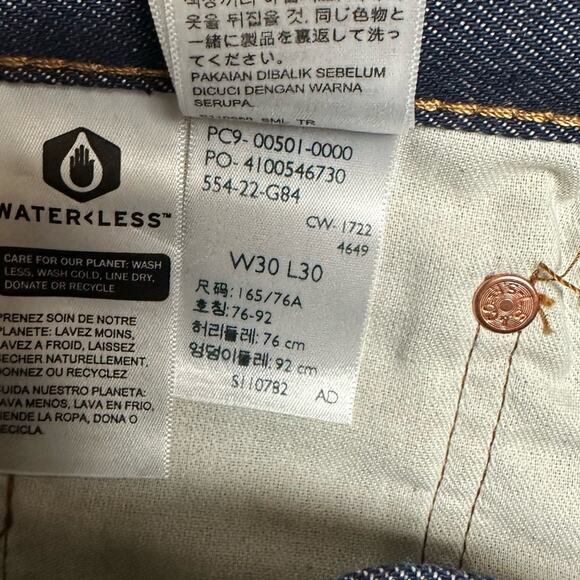 옷을 뒤집을 것. 同じ色物と
一緒に製品を裏返して洗っ
てください。
PAKAIAN DIBALIK SEBELUM
DICUCI DENGAN WARNA
SERUPA.
PC9- 00501-0000
PO- 4100546730
554-22-G84
CW- 1722
4649
W30 L30
尺码: 165/76A
호칭: 76-92
허리둘레: 76 cm
엉덩이둘레: 92 cm
S110782 AD
WATER<LESS™
CARE FOR OUR PLANET: WASH
LESS, WASH COLD, LINE DRY,
DONATE OR RECYCLE
PRENEZ SOIN DE NOTRE
PLANETE: LAVEZ MOINS,
LAVEZ A FROID, LAISSEZ
SECHER NATURELLEMENT,
DONNEZ OU RECYCLEZ
CUIDA NUESTRO PLANETA:
LAVA MENOS, LAVA EN FRIO,
TIENDE LA ROPA, DONA O
RECICLA